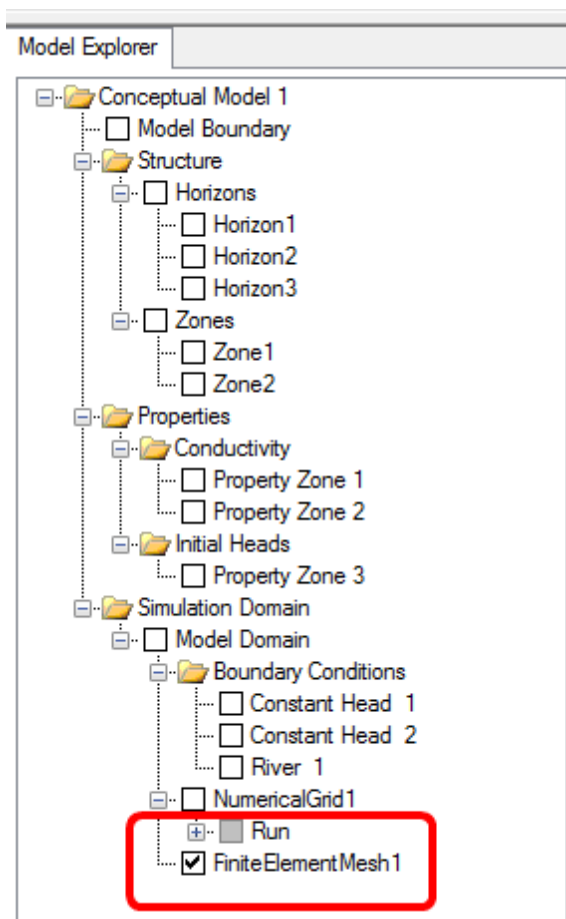 Model Explorer
Conceptual Model 1
Model Boundary
Structure
Horizons
Horizon1
Horizon2
Horizon3
Zones
Zone1
Zone2
Properties
Conductivity
Property Zone 1
Property Zone 2
Initial Heads
Property Zone 3
Simulation Domain
Model Domain
Boundary Conditions
Constant Head 1
Constant Head 2
River 1
NumericalGrid1
Run
FiniteElementMesh1